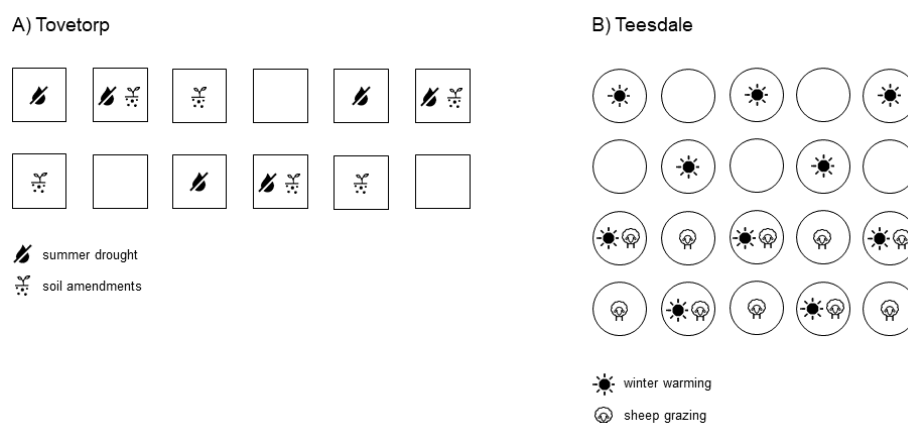 A) Tovetorp
B) Teesdale
summer drought
soil amendments
winter warming
sheep grazing